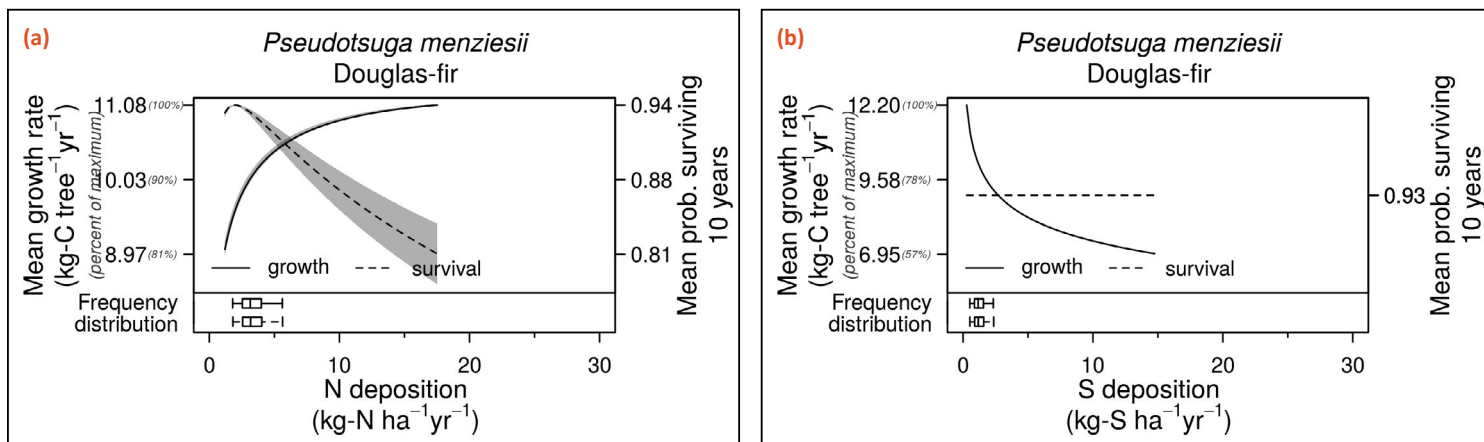 (a)
Pseudotsuga menziesii
Douglas-fir
Mean growth rate
(kg-C tree⁻¹yr⁻¹)
(percent of maximum)
11.08(100%)
10.03(90%)
8.97(81%)
0.94
0.88
0.81
Mean prob. surviving
10 years
growth survival
Frequency
distribution
0 10 20 30
N deposition
(kg-N ha⁻¹yr⁻¹)
(b)
Pseudotsuga menziesii
Douglas-fir
Mean growth rate
(kg-C tree⁻¹yr⁻¹)
(percent of maximum)
12.20(100%)
9.58(78%)
6.95(57%)
0.93
Mean prob. surviving
10 years
growth survival
Frequency
distribution
0 10 20 30
S deposition
(kg-S ha⁻¹yr⁻¹)